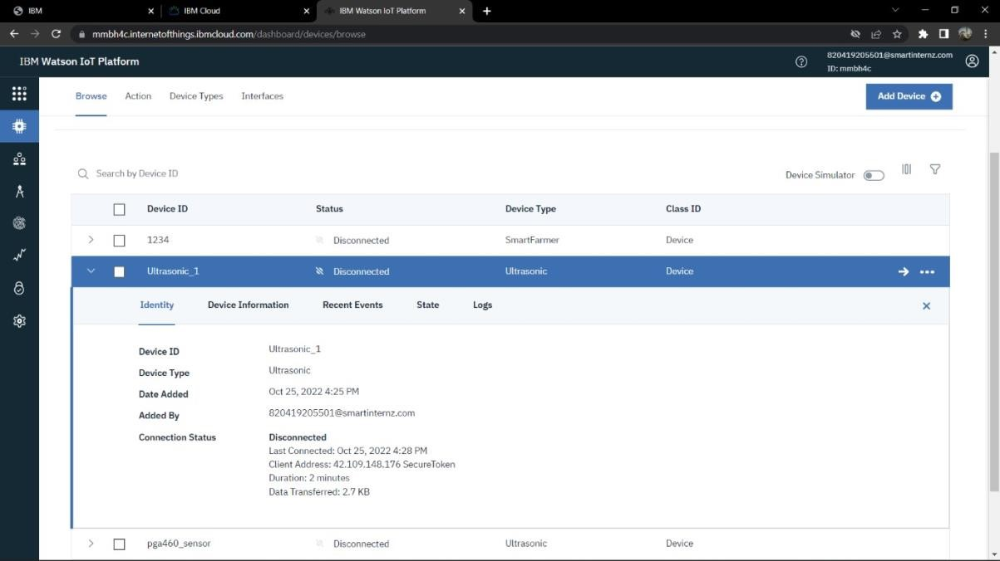 IBM
IBM Cloud
IBM Watson IoT Platform
mmbh4c.internetofthings.ibmcloud.com/dashboard/devices/browse
IBM Watson IoT Platform
820419205501@smartinternz.com
ID: mmbh4c
Browse Action Device Types Interfaces
Add Device
Search by Device ID
Device Simulator
Device ID Status Device Type Class ID
1234 Disconnected SmartFarmer Device
Ultrasonic_1 Disconnected Ultrasonic Device
Identity Device Information Recent Events State Logs
Device ID Ultrasonic_1
Device Type Ultrasonic
Date Added Oct 25, 2022 4:25 PM
Added By 820419205501@smartinternz.com
Connection Status Disconnected
Last Connected: Oct 25, 2022 4:28 PM
Client Address: 42.109.148.176 SecureToken
Duration: 2 minutes
Data Transferred: 2.7 KB
pga460_sensor Disconnected Ultrasonic Device